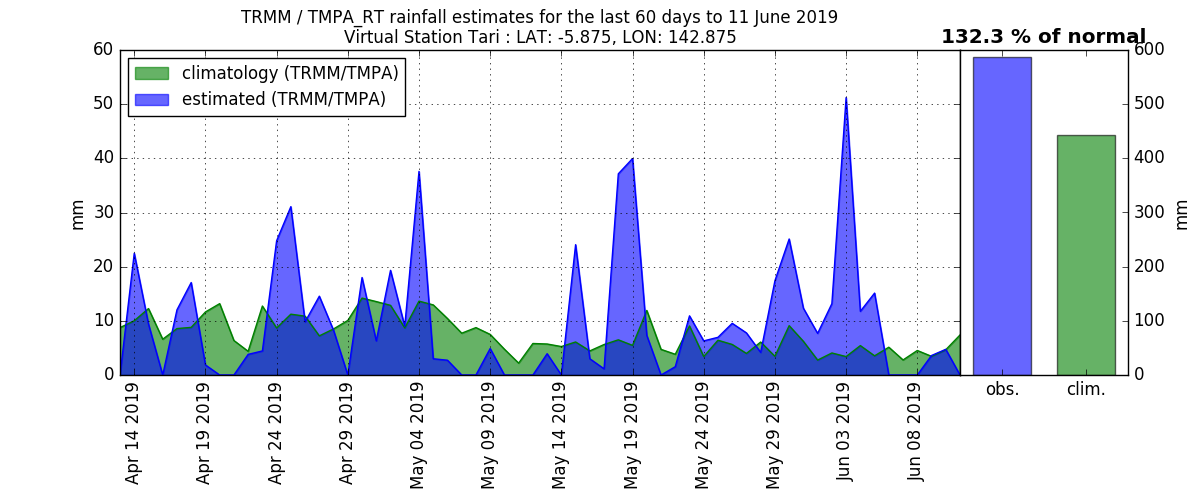 TRMM / TMPA_RT rainfall estimates for the last 60 days to 11 June 2019
Virtual Station Tari : LAT: -5.875, LON: 142.875
132.3 % of normal
climatology (TRMM/TMPA)
estimated (TRMM/TMPA)
mm
60
50
40
30
20
10
0
Apr 14 2019
Apr 19 2019
Apr 24 2019
Apr 29 2019
May 04 2019
May 09 2019
May 14 2019
May 19 2019
May 24 2019
May 29 2019
Jun 03 2019
Jun 08 2019
obs.
clim.
600
500
400
300
200
100
0
mm